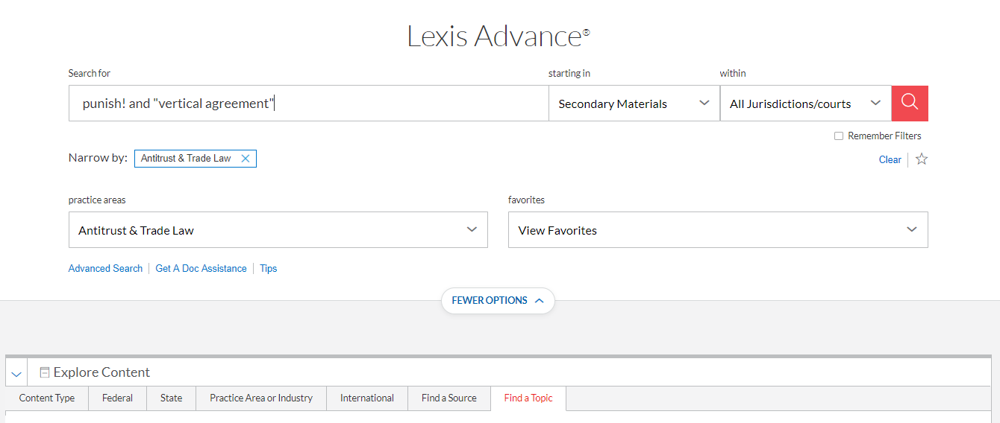 Lexis Advance®
Search for
starting in
within
punish! and "vertical agreement"
Secondary Materials
All Jurisdictions/courts
Remember Filters
Narrow by: Antitrust & Trade Law
Clear
practice areas
favorites
Antitrust & Trade Law
View Favorites
Advanced Search
Get A Doc Assistance
Tips
FEWER OPTIONS
Explore Content
Content Type
Federal
State
Practice Area or Industry
International
Find a Source
Find a Topic